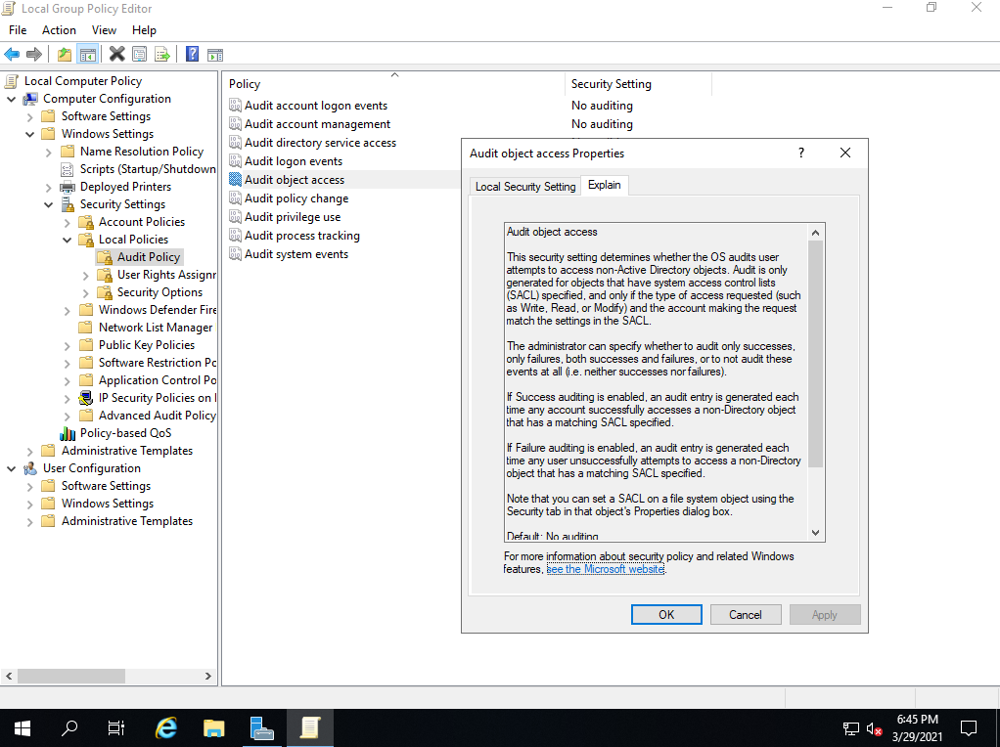 Local Group Policy Editor
File Action View Help
Local Computer Policy
Computer Configuration
Software Settings
Windows Settings
Name Resolution Policy
Scripts (Startup/Shutdown
Deployed Printers
Security Settings
Account Policies
Local Policies
Audit Policy
User Rights Assignm
Security Options
Windows Defender Fire
Network List Manager
Public Key Policies
Software Restriction Po
Application Control Po
IP Security Policies on l
Advanced Audit Policy
Policy-based QoS
Administrative Templates
User Configuration
Software Settings
Windows Settings
Administrative Templates
Policy Security Setting
Audit account logon events No auditing
Audit account management No auditing
Audit directory service access
Audit logon events
Audit object access
Audit policy change
Audit privilege use
Audit process tracking
Audit system events
Audit object access Properties ?
Local Security Setting Explain
Audit object access
This security setting determines whether the OS audits user
attempts to access non-Active Directory objects. Audit is only
generated for objects that have system access control lists
(SACL) specified, and only if the type of access requested (such
as Write, Read, or Modify) and the account making the request
match the settings in the SACL.
The administrator can specify whether to audit only successes,
only failures, both successes and failures, or to not audit these
events at all (i.e. neither successes nor failures).
If Success auditing is enabled, an audit entry is generated each
time any account successfully accesses a non-Directory object
that has a matching SACL specified.
If Failure auditing is enabled, an audit entry is generated each
time any user unsuccessfully attempts to access a non-Directory
object that has a matching SACL specified.
Note that you can set a SACL on a file system object using the
Security tab in that object's Properties dialog box.
Default: No auditing
For more information about security policy and related Windows
features, see the Microsoft website.
OK Cancel Apply
6:45 PM
3/29/2021